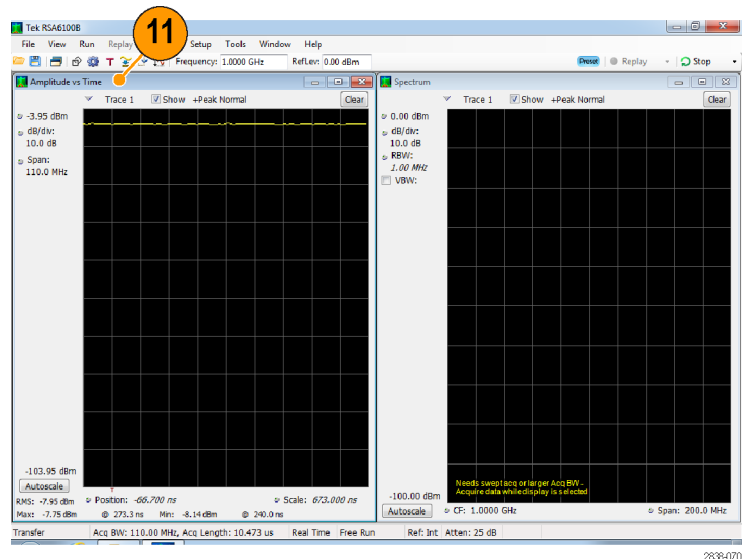 Tek RSA6100B
11
File View Run Replay Setup Tools Window Help
Frequency: 1.0000 GHz RefLev: 0.00 dBm Preset Replay Stop
Amplitude vs Time
Trace 1 Show +Peak Normal Clear
-3.95 dBm
dB/div:
10.0 dB
Span:
110.0 MHz
-103.95 dBm
Autoscale
Position: -66.700 ns Scale: 673.000 ns
RMS: -7.95 dBm
Max: -7.75 dBm @ 273.3 ns Min: -8.14 dBm @ 240.0 ns
Spectrum
Trace 1 Show +Peak Normal Clear
0.00 dBm
dB/div:
10.0 dB
RBW:
1.00 MHz
VBW:
Needs swept acq or larger Acq BW -
Acquire data while display is selected
-100.00 dBm
Autoscale CF: 1.0000 GHz Span: 200.0 MHz
Transfer Acq BW: 110.00 MHz, Acq Length: 10.473 us Real Time Free Run Ref: Int Atten: 25 dB
2838-070